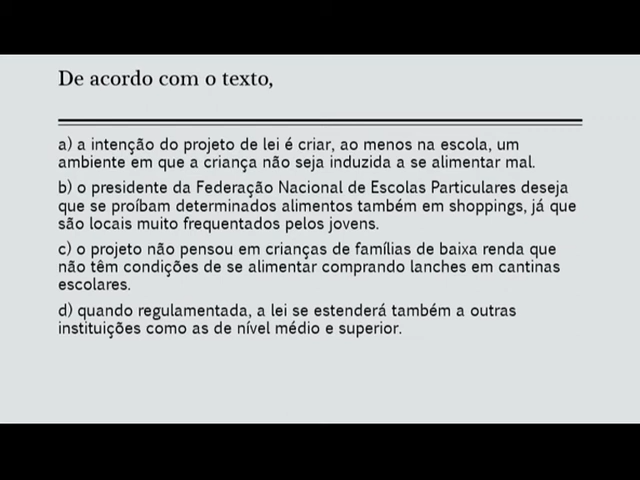 De acordo com o texto,
a) a intenção do projeto de lei é criar, ao menos na escola, um
ambiente em que a criança não seja induzida a se alimentar mal.
b) o presidente da Federação Nacional de Escolas Particulares deseja
que se proíbam determinados alimentos também em shoppings, já que
são locais muito frequentados pelos jovens.
c) o projeto não pensou em crianças de famílias de baixa renda que
não têm condições de se alimentar comprando lanches em cantinas
escolares.
d) quando regulamentada, a lei se estenderá também a outras
instituições como as de nível médio e superior.